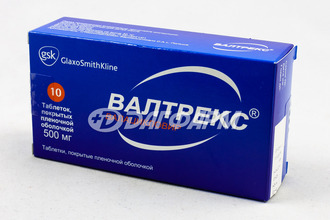 gsk GlaxoSmithKline
10
Таблеток,
покрытых
пленочной
оболочкой
500 мг
ВАЛТРЕКС®
Таблетки, покрытые пленочной оболочкой